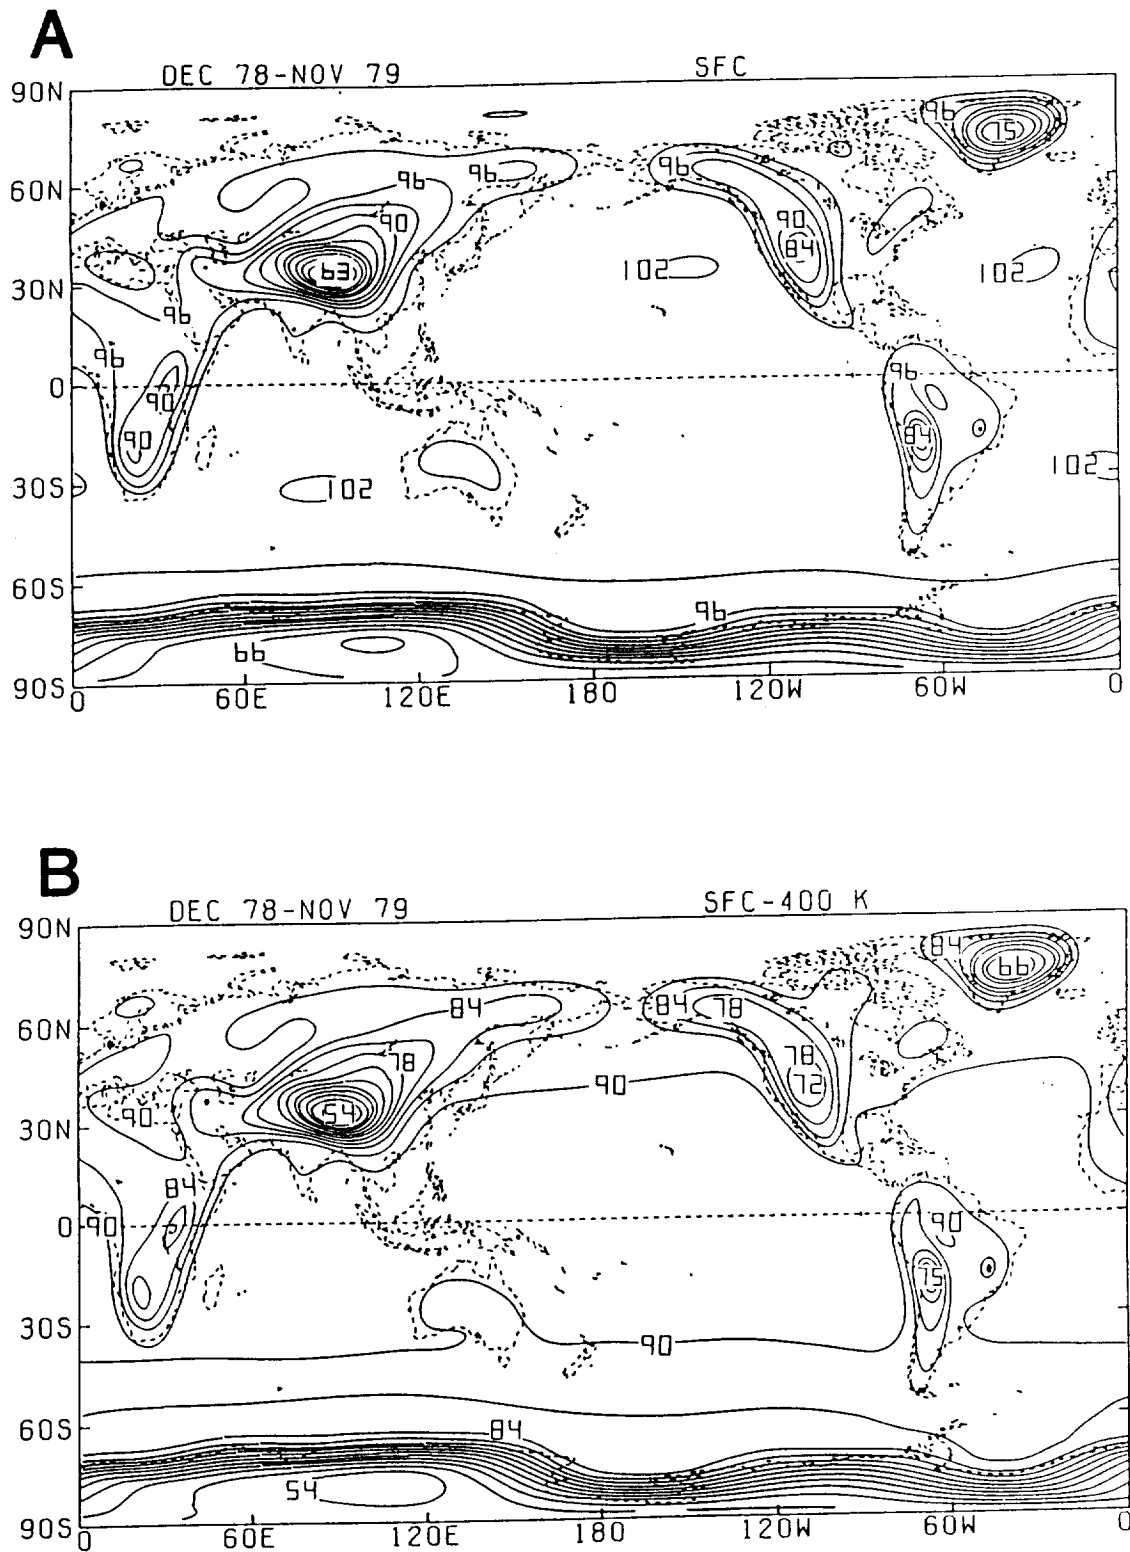 A
DEC 78-NOV 79 SFC
90N
96 75
60N 96 96 96
90 90
84
63 102 102
30N
96
96 96
0
90
90 84
102
30S 102
60S
96
66
90S
0 60E 120E 180 120W 60W 0
B
DEC 78-NOV 79 SFC-400 K
90N
84 66
84 84 78
60N
78 78
90 72
90 54
30N
84
0 90 90
75
30S
90
60S
84
54
90S
0 60E 120E 180 120W 60W 0